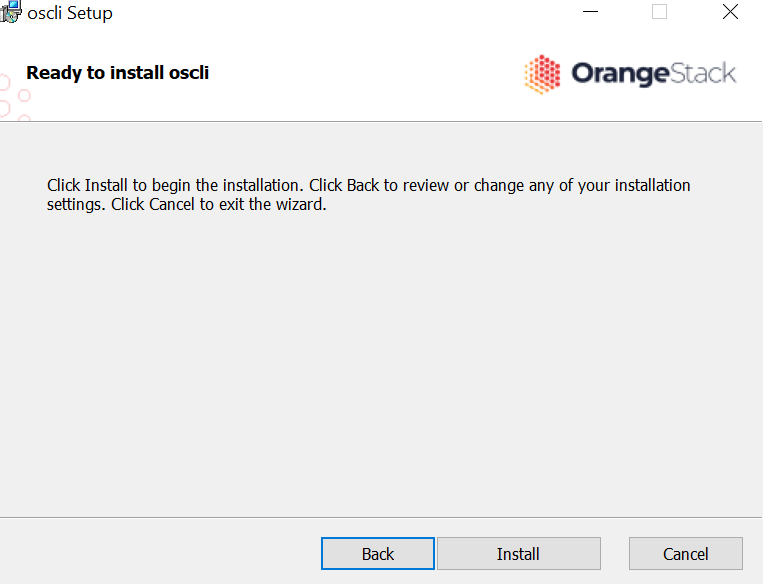 oscli Setup
Ready to install oscli
OrangeStack
Click Install to begin the installation. Click Back to review or change any of your installation
settings. Click Cancel to exit the wizard.
Back
Install
Cancel